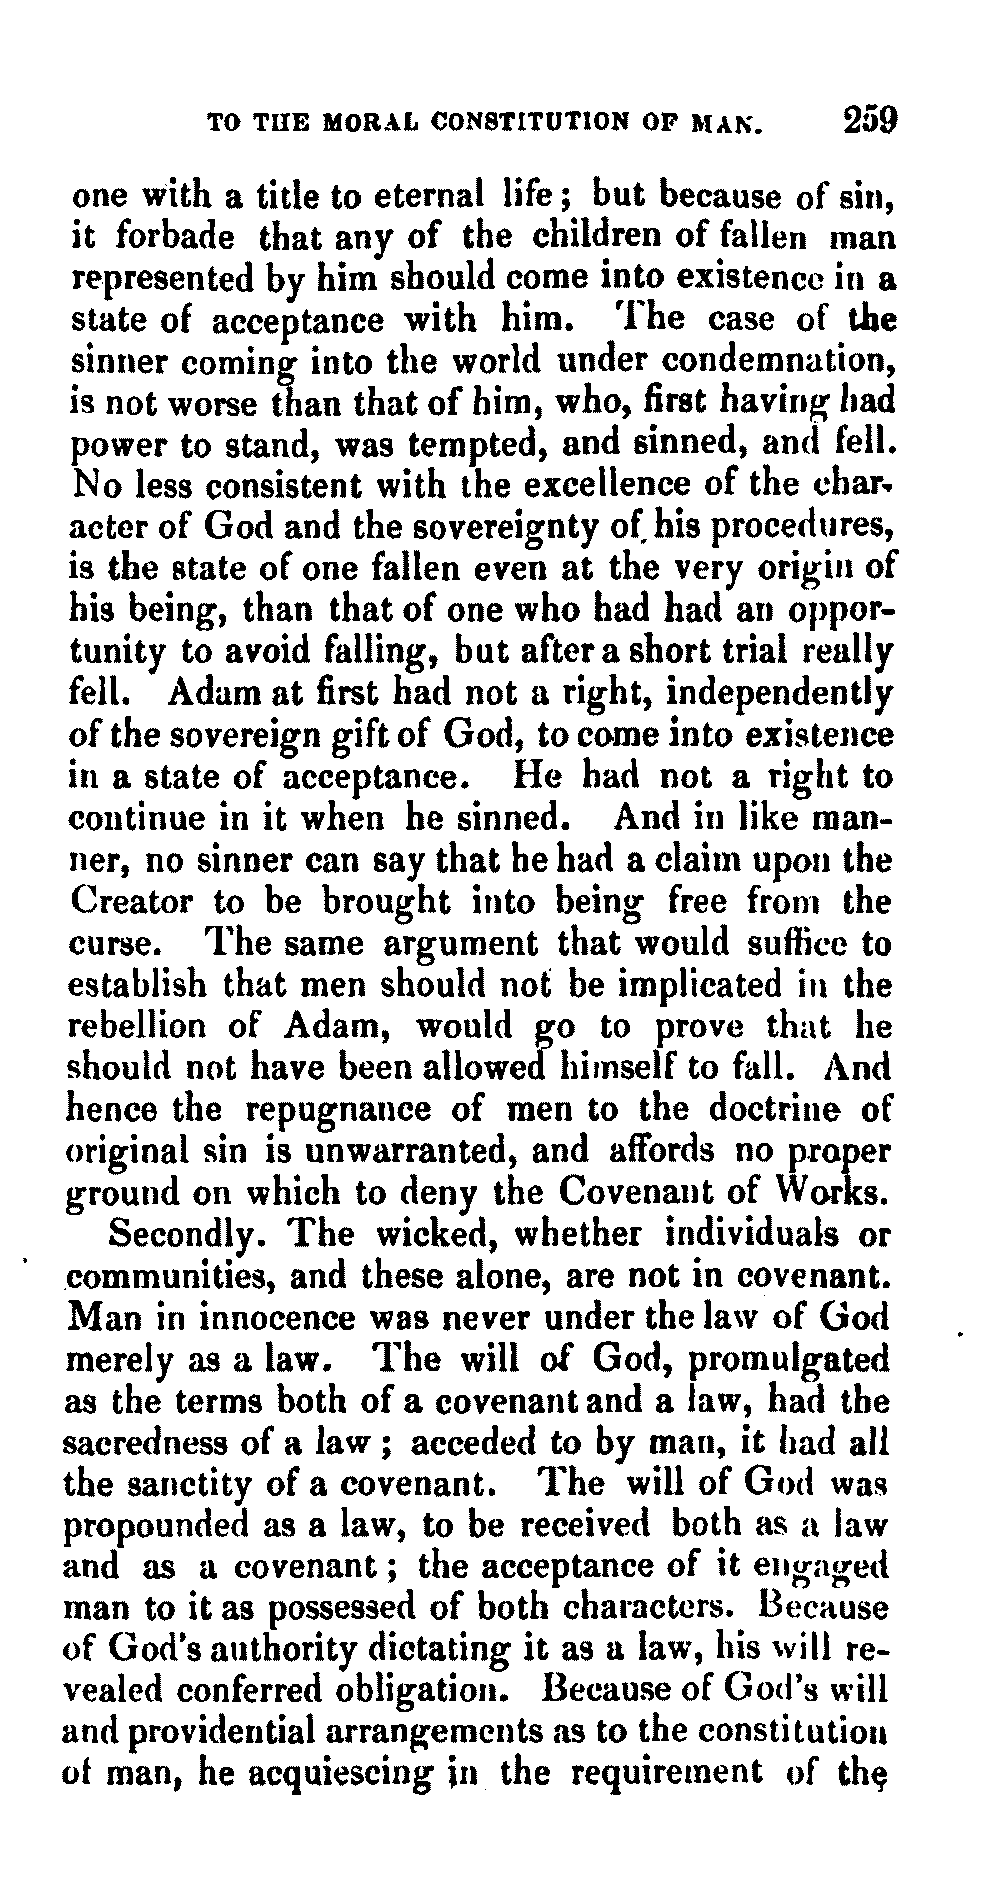 TO THE MORAL CONSTITUTION OF MAN. 259
one with a title to eternal life; but because of sin,
it forbade that any of the children of fallen man
represented by him should come into existence in a
state of acceptance with him. The case of the
sinner coming into the world under condemnation,
is not worse than that of him, who, first having had
power to stand, was tempted, and sinned, and fell.
No less consistent with the excellence of the char-
acter of God and the sovereignty of his procedures,
is the state of one fallen even at the very origin of
his being, than that of one who had had an oppor-
tunity to avoid falling, but after a short trial really
fell. Adam at first had not a right, independently
of the sovereign gift of God, to come into existence
in a state of acceptance. He had not a right to
continue in it when he sinned. And in like man-
ner, no sinner can say that he had a claim upon the
Creator to be brought into being free from the
curse. The same argument that would suffice to
establish that men should not be implicated in the
rebellion of Adam, would go to prove that he
should not have been allowed himself to fall. And
hence the repugnance of men to the doctrine of
original sin is unwarranted, and affords no proper
ground on which to deny the Covenant of Works.
Secondly. The wicked, whether individuals or
communities, and these alone, are not in covenant.
Man in innocence was never under the law of God
merely as a law. The will of God, promulgated
as the terms both of a covenant and a law, had the
sacredness of a law; acceded to by man, it had all
the sanctity of a covenant. The will of God was
propounded as a law, to be received both as a law
and as a covenant; the acceptance of it engaged
man to it as possessed of both characters. Because
of God's authority dictating it as a law, his will re-
vealed conferred obligation. Because of God's will
and providential arrangements as to the constitution
of man, he acquiescing in the requirement of the